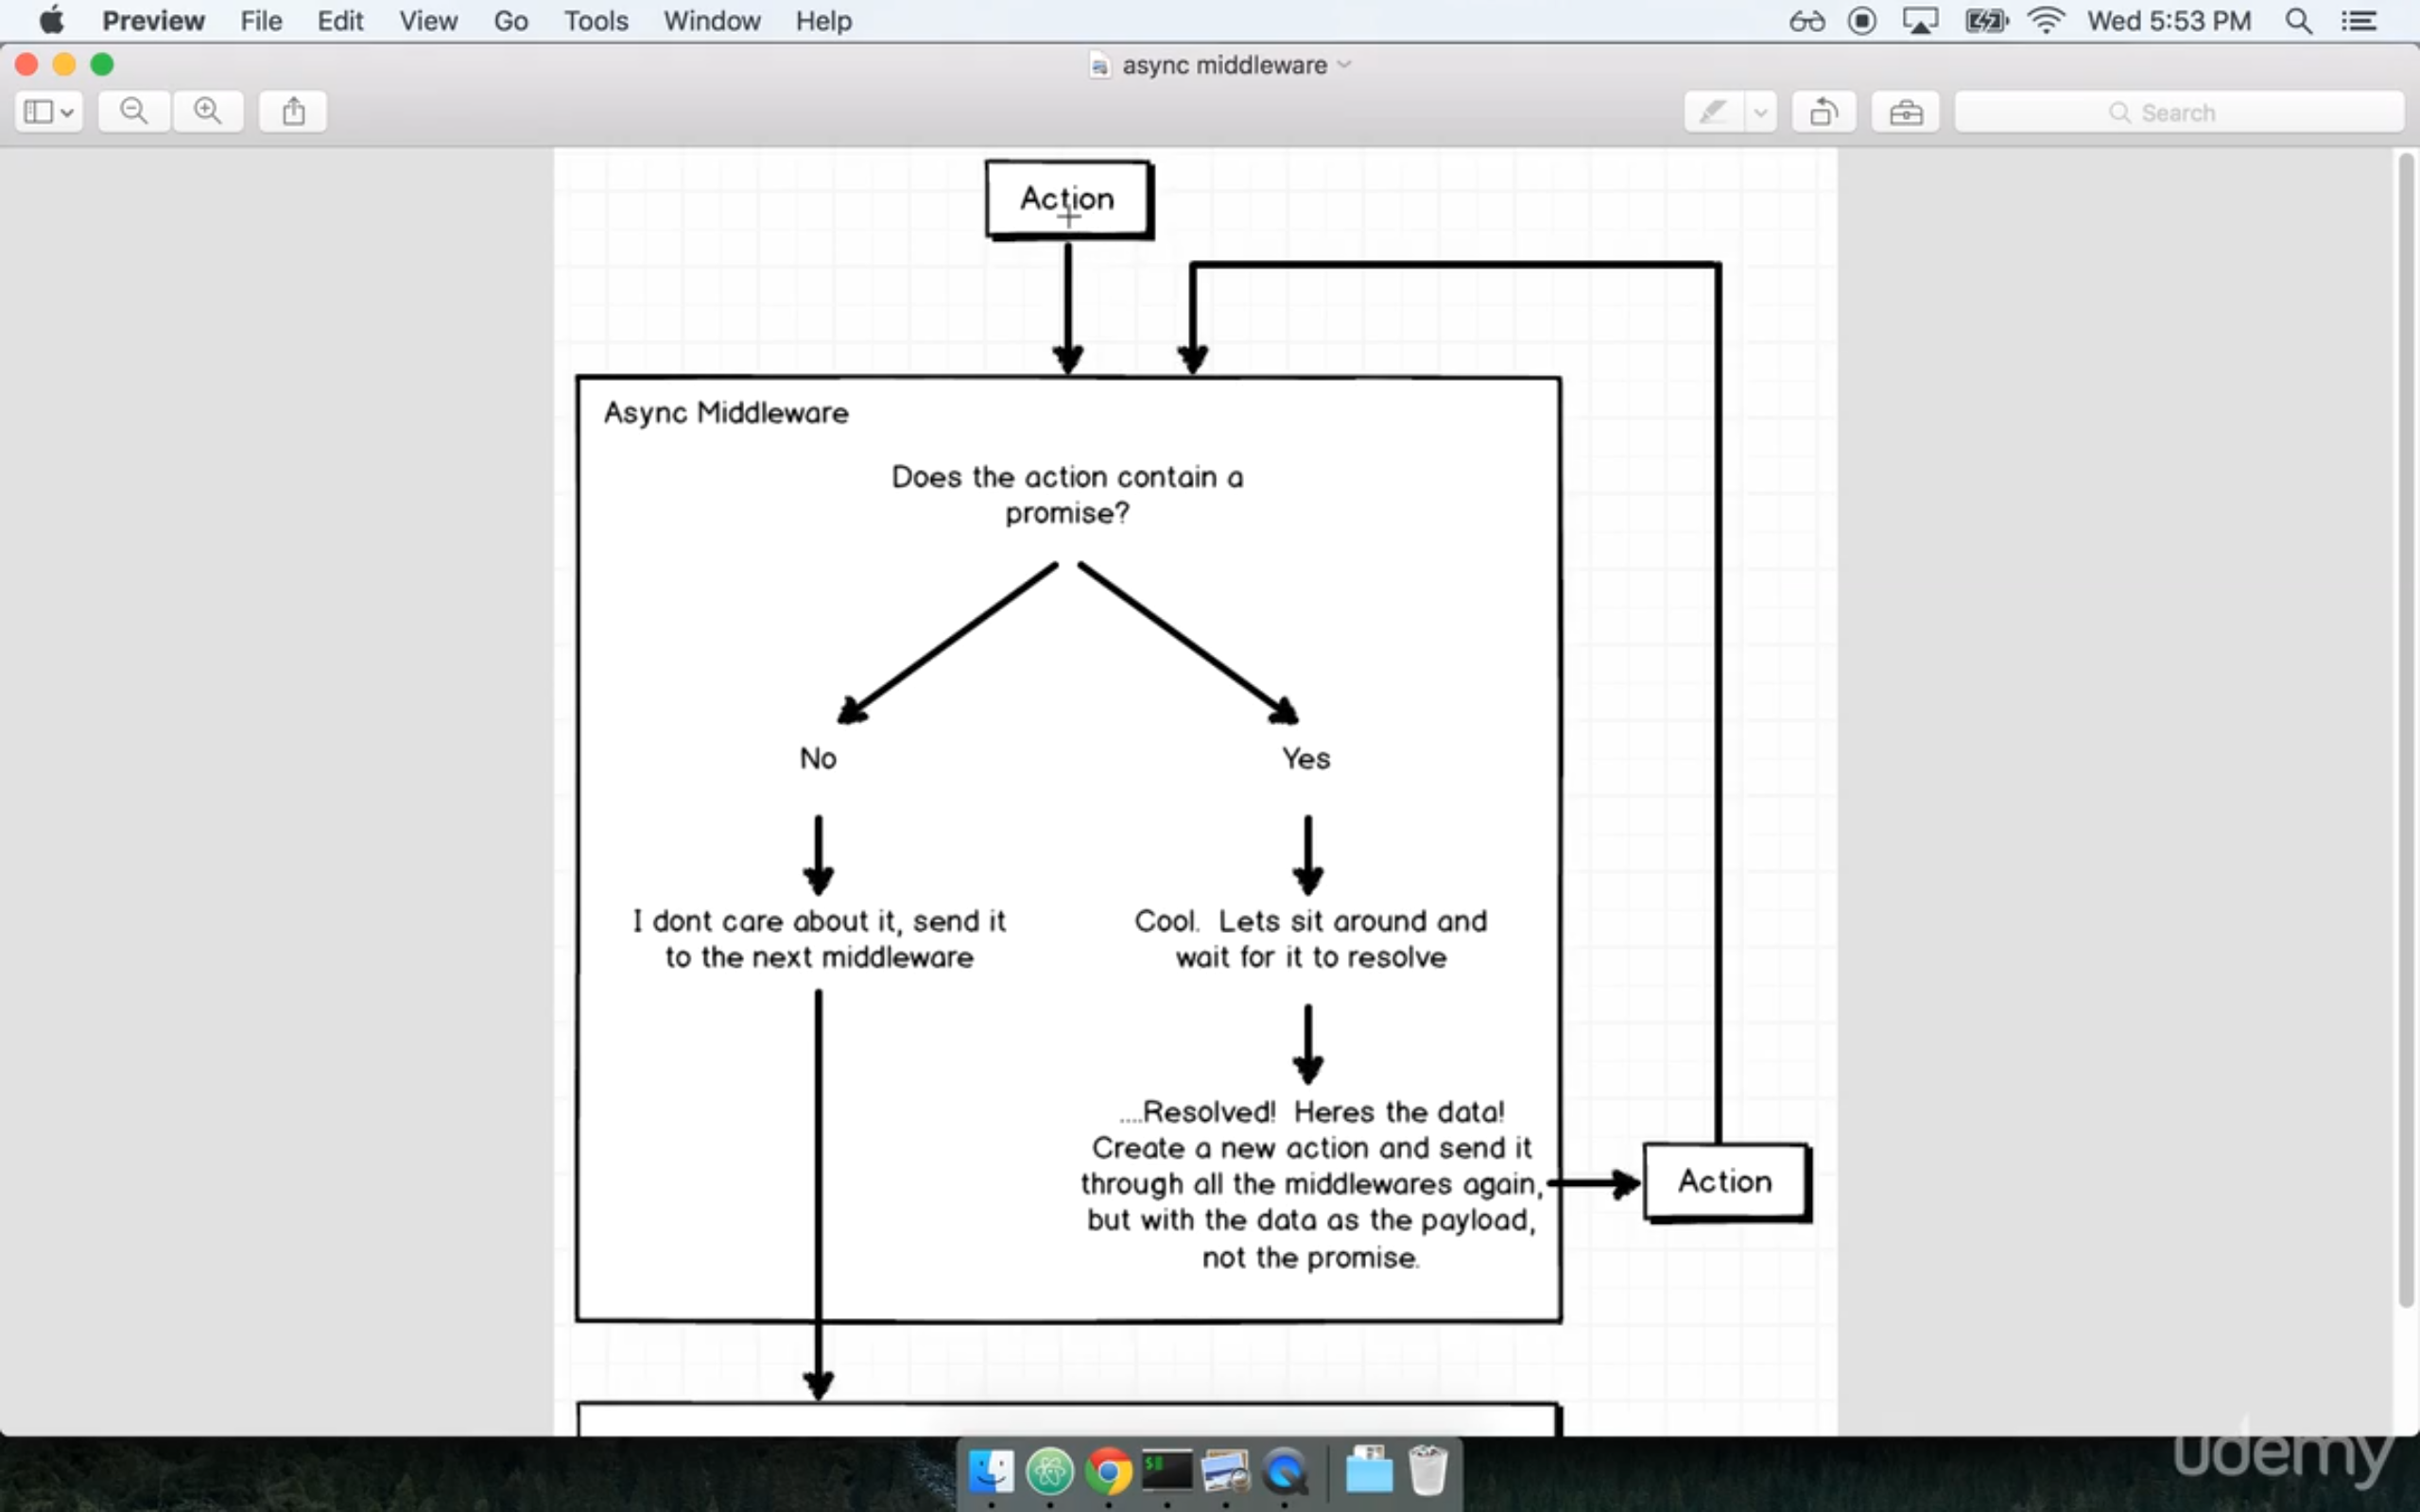 Preview File Edit View Go Tools Window Help Wed 5:53 PM
async middleware
Search
Action
Async Middleware
Does the action contain a
promise?
No
Yes
I dont care about it, send it
to the next middleware
Cool. Lets sit around and
wait for it to resolve
....Resolved! Heres the data!
Create a new action and send it
through all the middlewares again,
but with the data as the payload,
not the promise.
Action
$
udemy